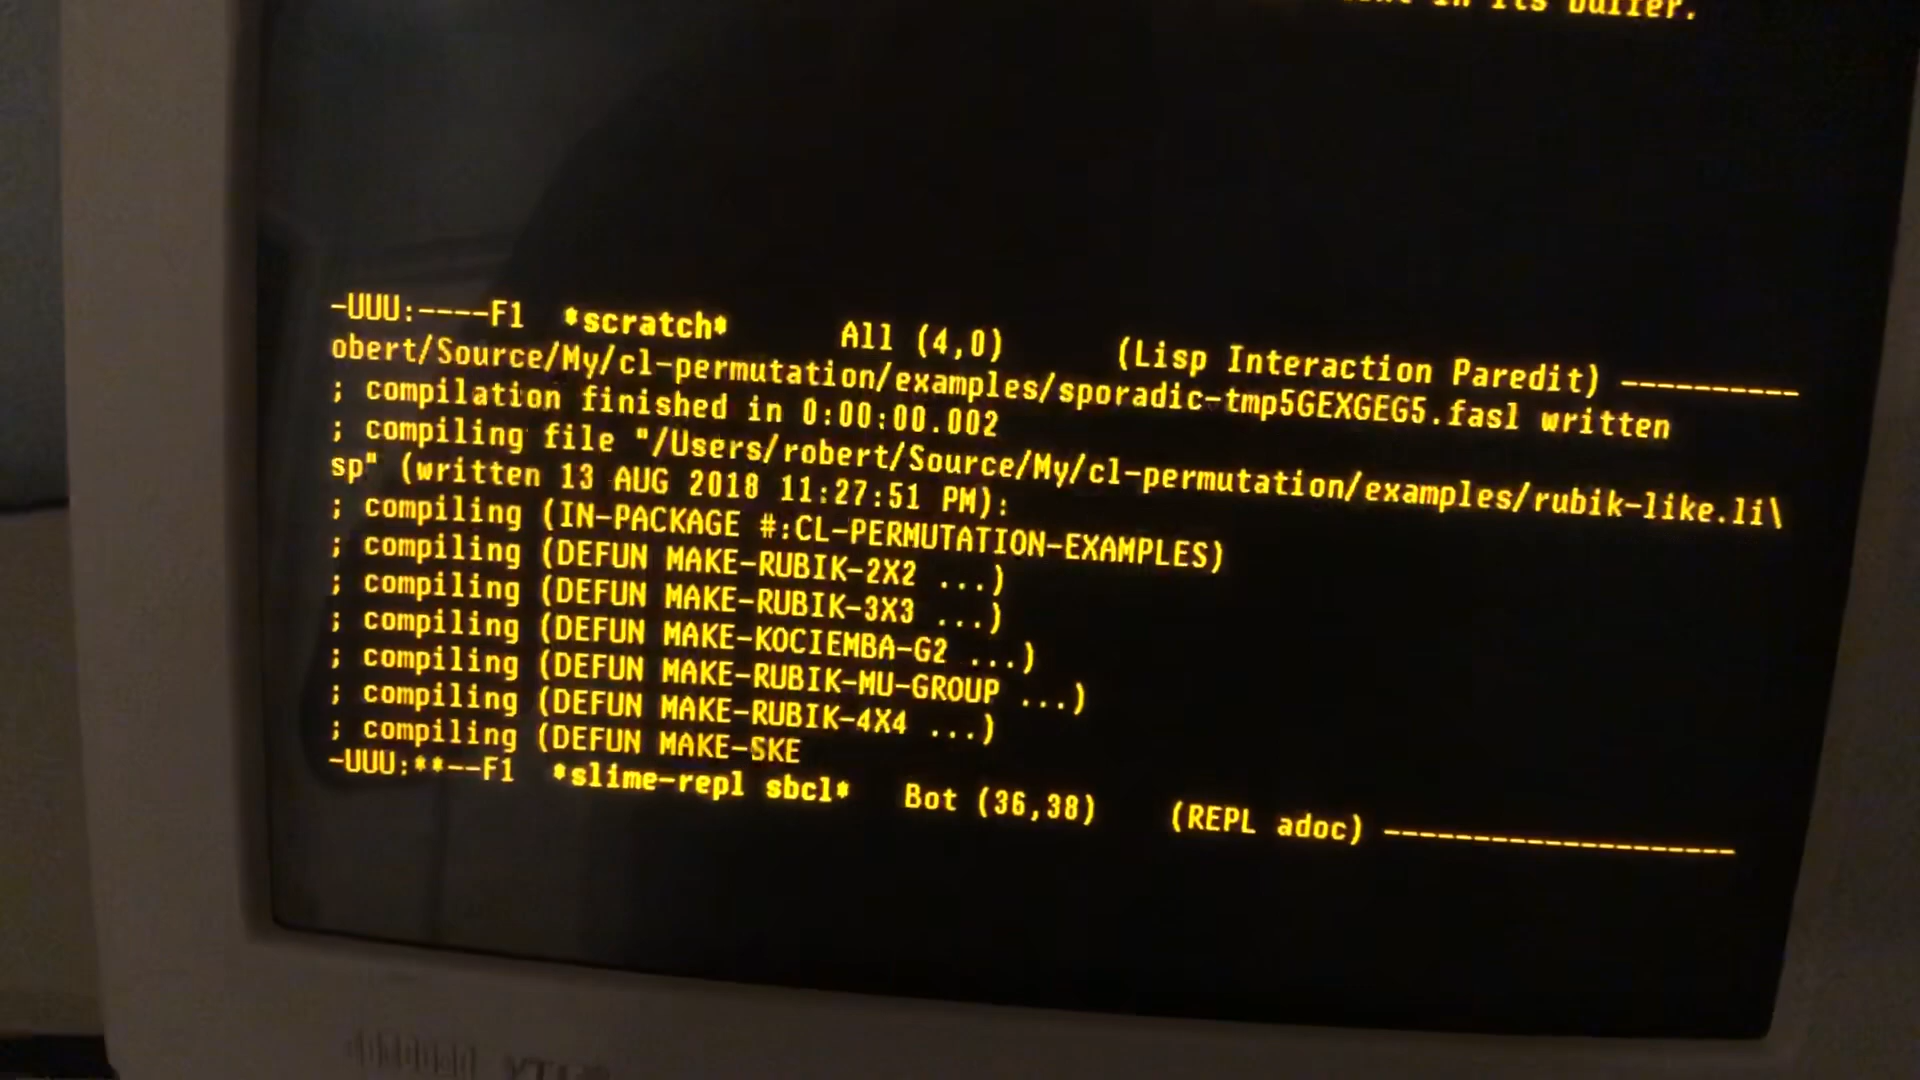 in its buffer.
-UUU:----F1  *scratch*      All (4,0)      (Lisp Interaction Paredit) ----------
obert/Source/My/cl-permutation/examples/sporadic-tmp5GEXGEG5.fasl written
; compilation finished in 0:00:00.002
; compiling file "/Users/robert/Source/My/cl-permutation/examples/rubik-like.li\
sp" (written 13 AUG 2018 11:27:51 PM):
; compiling (IN-PACKAGE #:CL-PERMUTATION-EXAMPLES)
; compiling (DEFUN MAKE-RUBIK-2X2 ...)
; compiling (DEFUN MAKE-RUBIK-3X3 ...)
; compiling (DEFUN MAKE-KOCIEMBA-G2 ...)
; compiling (DEFUN MAKE-RUBIK-MU-GROUP ...)
; compiling (DEFUN MAKE-RUBIK-4X4 ...)
; compiling (DEFUN MAKE-SKE
-UUU:**--F1  *slime-repl sbcl*   Bot (36,38)    (REPL adoc) --------------------